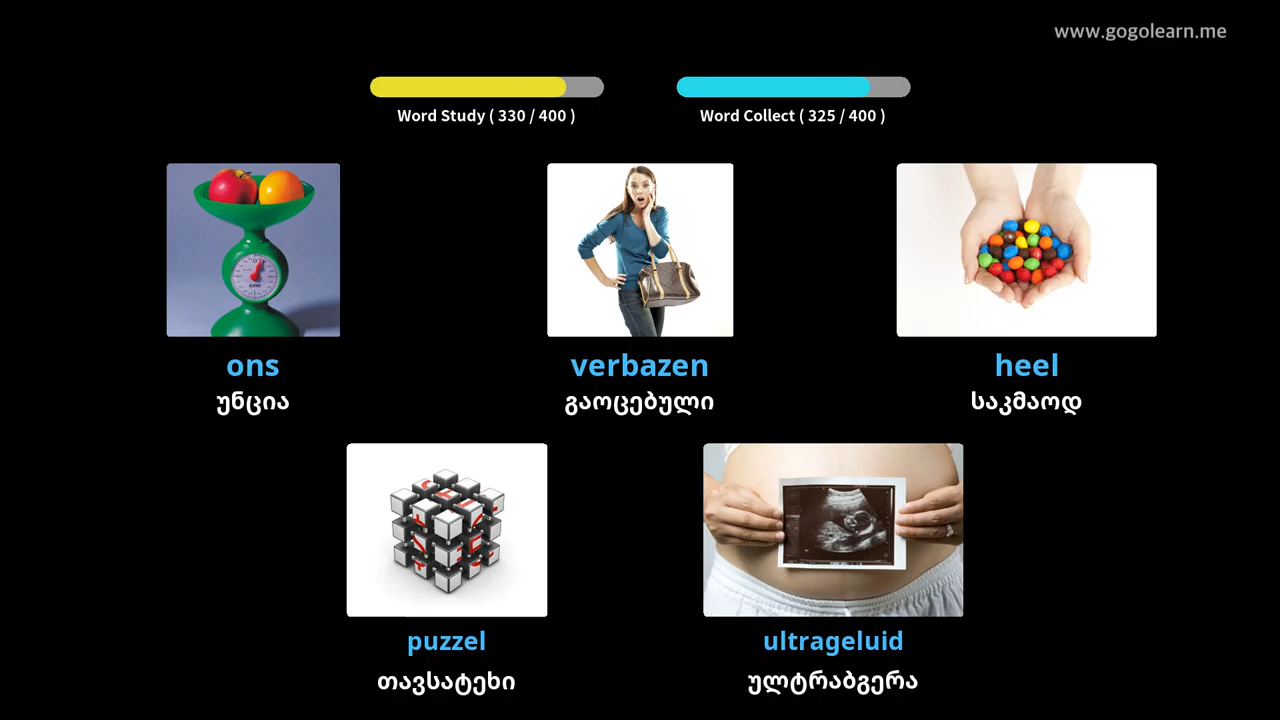 www.gogolearn.me
Word Study ( 330 / 400 )
Word Collect ( 325 / 400 )
ons
უნცია
verbazen
გაოცებული
heel
საკმაოდ
puzzel
თავსატეხი
ultrageluid
ულტრაბგერა